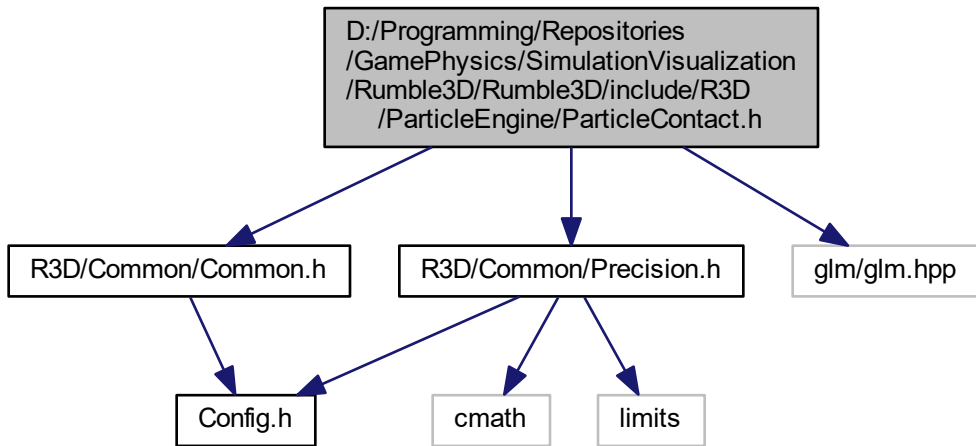 D:/Programming/Repositories
/GamePhysics/SimulationVisualization
/Rumble3D/Rumble3D/include/R3D
/ParticleEngine/ParticleContact.h
R3D/Common/Common.h
R3D/Common/Precision.h
glm/glm.hpp
Config.h
cmath
limits